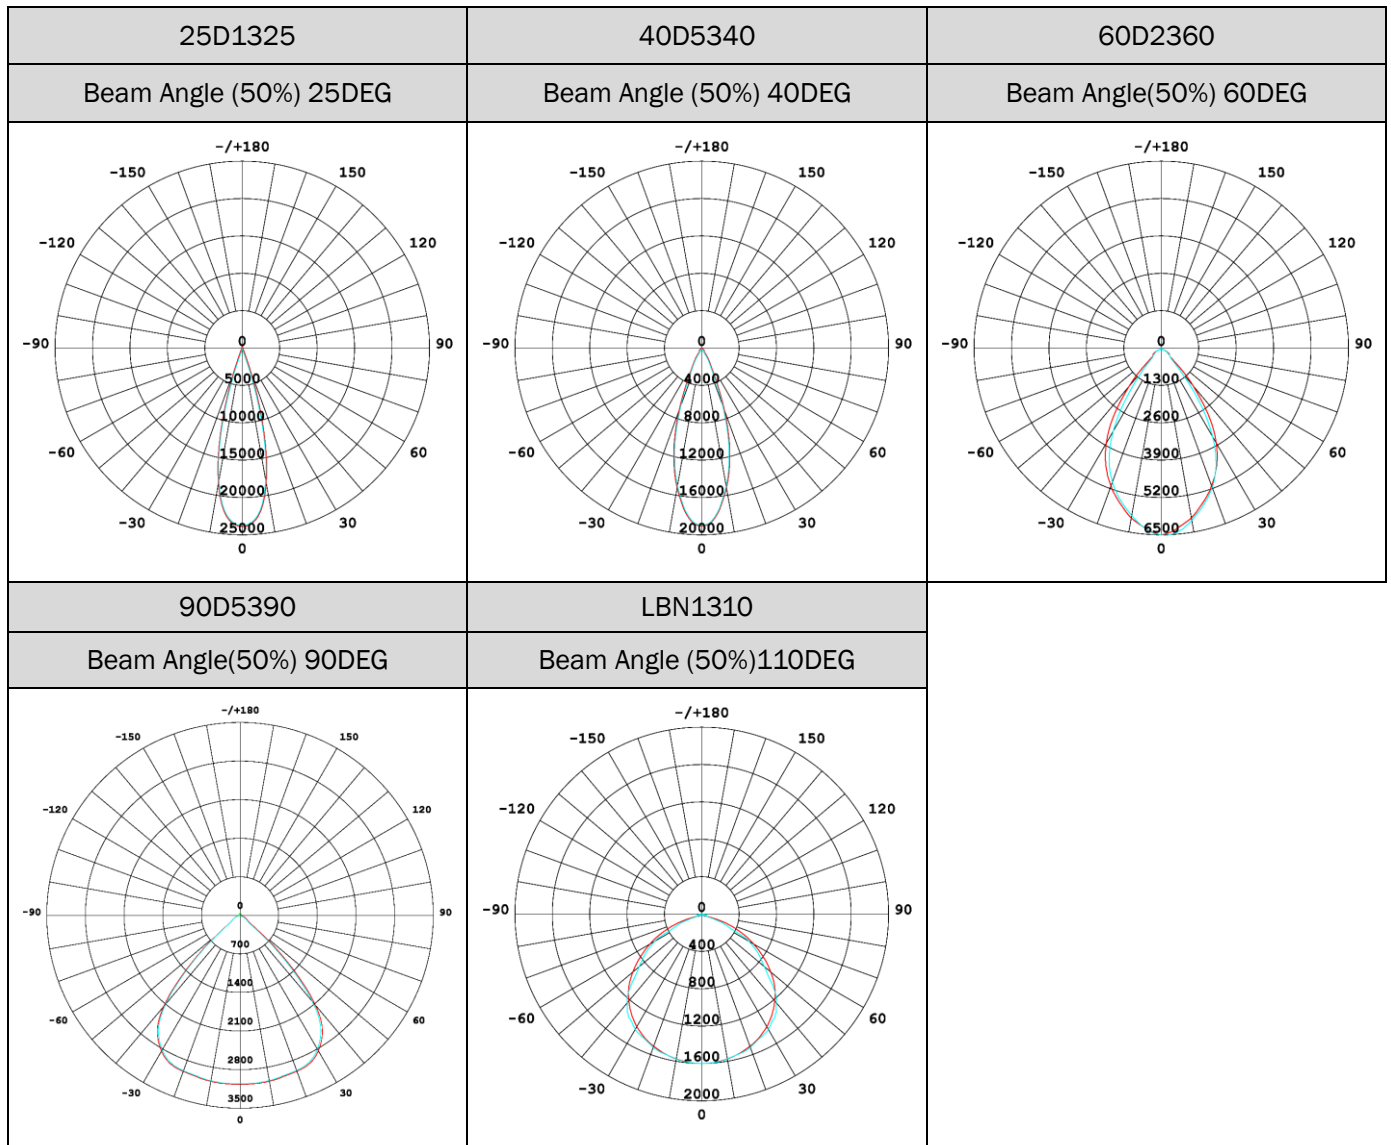 25D1325 40D5340 60D2360
Beam Angle (50%) 25DEG Beam Angle (50%) 40DEG Beam Angle(50%) 60DEG
-/+180 -/+180 -/+180
-150 150 -150 150 -150 150
-120 120 -120 120 -120 120
-90 0 90 -90 0 90 -90 0 90
5000 4000 1300
10000 8000 2600
-60 15000 60 -60 12000 60 -60 3900 60
20000 16000 5200
-30 25000 30 -30 20000 30 -30 6500 30
0 0 0
90D5390 LBN1310
Beam Angle(50%) 90DEG Beam Angle (50%)110DEG
-/+180 -/+180
-150 150 -150 150
-120 120 -120 120
-90 0 90 -90 0 90
700 400
1400 800
-60 2100 60 -60 1200 60
2800 1600
-30 3500 30 -30 2000 30
0 0